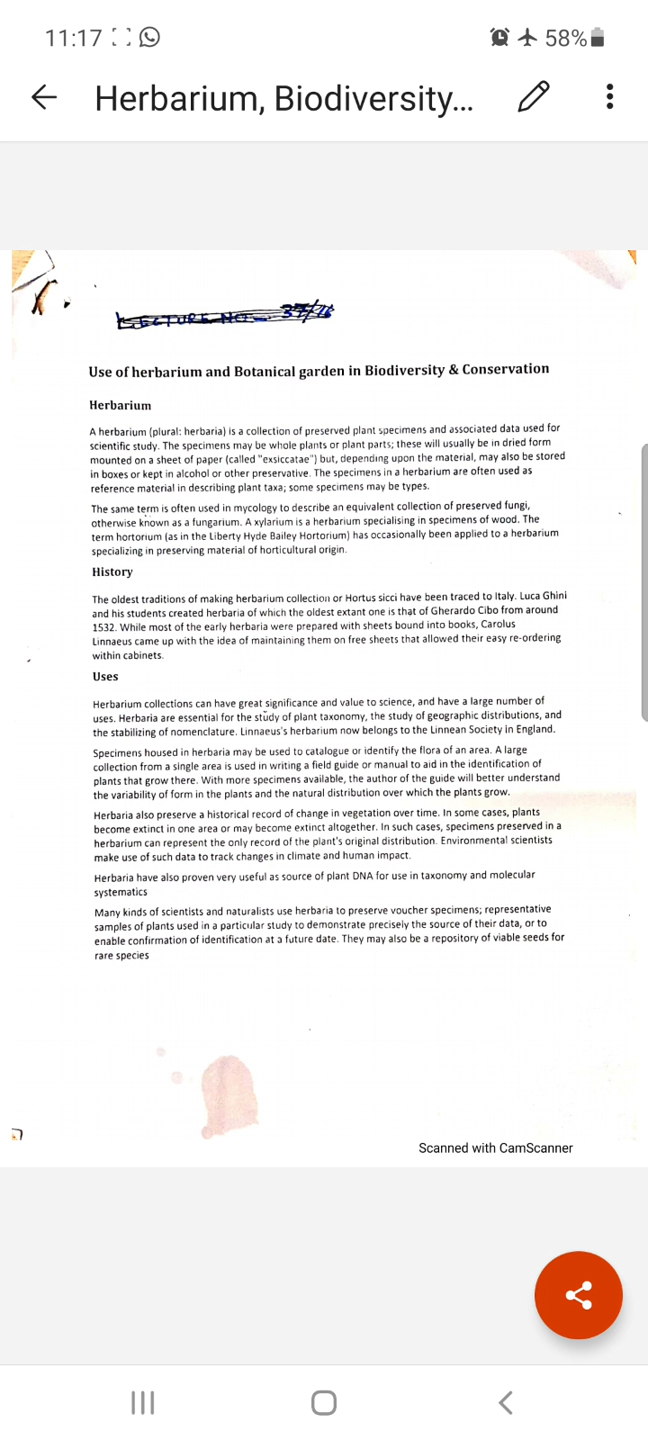 11:17
58%
Herbarium, Biodiversity...
LECTURE NO-
Use of herbarium and Botanical garden in Biodiversity & Conservation
Herbarium
A herbarium (plural: herbaria) is a collection of preserved plant specimens and associated data used for
scientific study. The specimens may be whole plants or plant parts; these will usually be in dried form
mounted on a sheet of paper (called "exsiccatae") but, depending upon the material, may also be stored
in boxes or kept in alcohol or other preservative. The specimens in a herbarium are often used as
reference material in describing plant taxa; some specimens may be types.
The same term is often used in mycology to describe an equivalent collection of preserved fungi,
otherwise known as a fungarium. A xylarium is a herbarium specialising in specimens of wood. The
term hortorium (as in the Liberty Hyde Bailey Hortorium) has occasionally been applied to a herbarium
specializing in preserving material of horticultural origin.
History
The oldest traditions of making herbarium collection or Hortus sicci have been traced to Italy. Luca Ghini
and his students created herbaria of which the oldest extant one is that of Gherardo Cibo from around
1532. While most of the early herbaria were prepared with sheets bound into books, Carolus
Linnaeus came up with the idea of maintaining them on free sheets that allowed their easy re-ordering
within cabinets.
Uses
Herbarium collections can have great significance and value to science, and have a large number of
uses. Herbaria are essential for the study of plant taxonomy, the study of geographic distributions, and
the stabilizing of nomenclature. Linnaeus's herbarium now belongs to the Linnean Society in England.
Specimens housed in herbaria may be used to catalogue or identify the flora of an area. A large
collection from a single area is used in writing a field guide or manual to aid in the identification of
plants that grow there. With more specimens available, the author of the guide will better understand
the variability of form in the plants and the natural distribution over which the plants grow.
Herbaria also preserve a historical record of change in vegetation over time. In some cases, plants
become extinct in one area or may become extinct altogether. In such cases, specimens preserved in a
herbarium can represent the only record of the plant's original distribution. Environmental scientists
make use of such data to track changes in climate and human impact.
Herbaria have also proven very useful as source of plant DNA for use in taxonomy and molecular
systematics
Many kinds of scientists and naturalists use herbaria to preserve voucher specimens; representative
samples of plants used in a particular study to demonstrate precisely the source of their data, or to
enable confirmation of identification at a future date. They may also be a repository of viable seeds for
rare species
Scanned with CamScanner